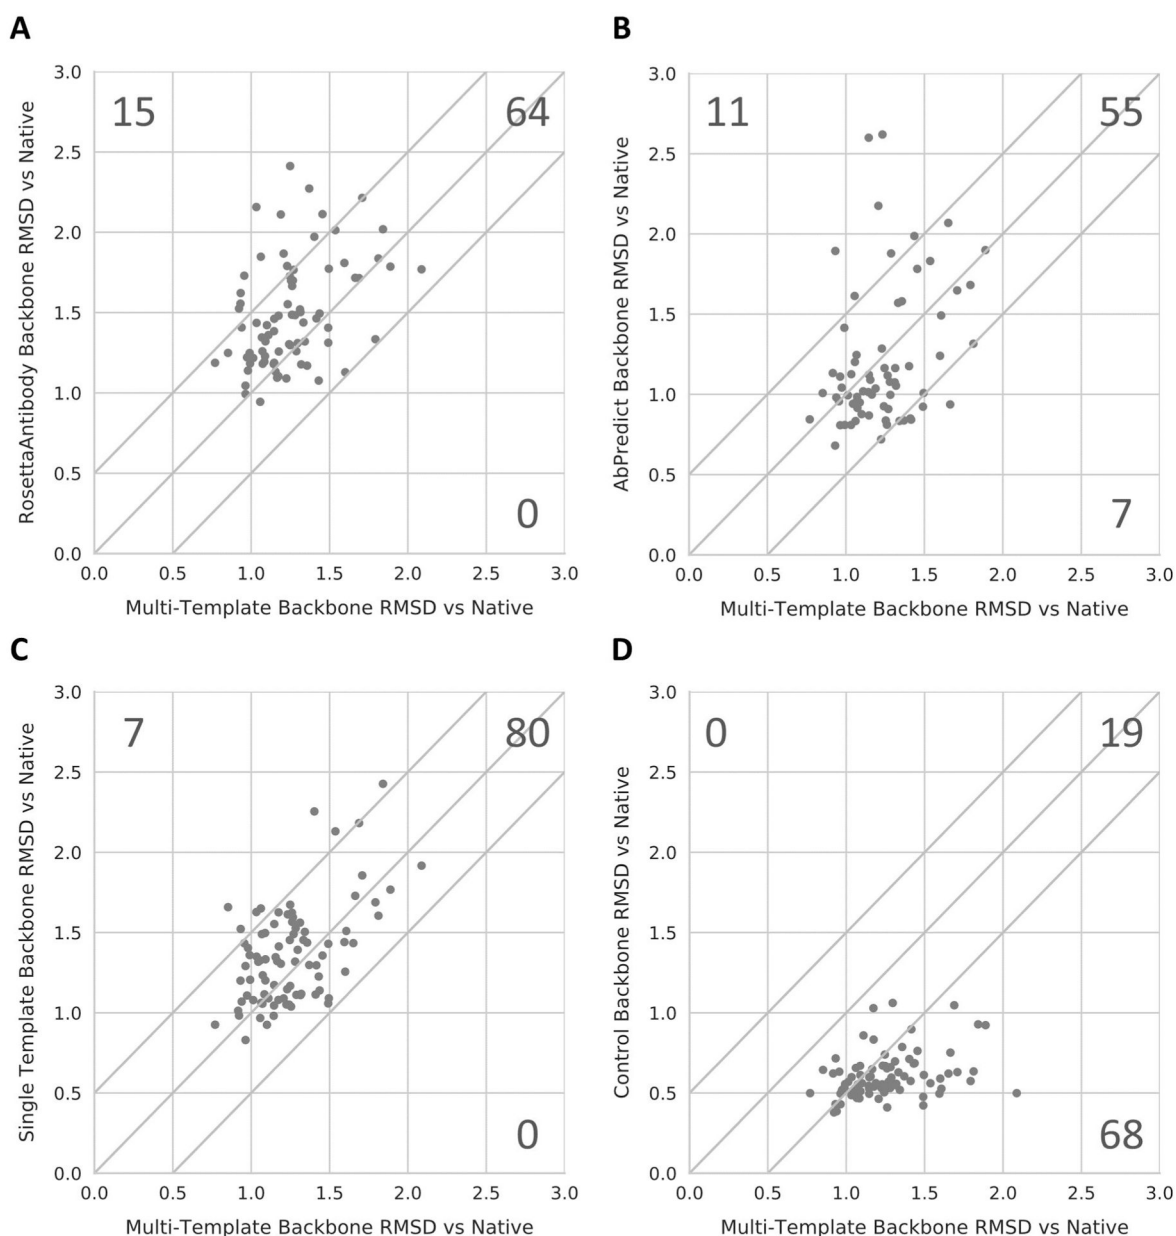 A
RosettaAntibody Backbone RMSD vs Native
3.0
2.5
2.0
1.5
1.0
0.5
0.0
15
64
0
0.0 0.5 1.0 1.5 2.0 2.5 3.0
Multi-Template Backbone RMSD vs Native
B
AbPredict Backbone RMSD vs Native
3.0
2.5
2.0
1.5
1.0
0.5
0.0
11
55
7
0.0 0.5 1.0 1.5 2.0 2.5 3.0
Multi-Template Backbone RMSD vs Native
C
Single Template Backbone RMSD vs Native
3.0
2.5
2.0
1.5
1.0
0.5
0.0
7
80
0
0.0 0.5 1.0 1.5 2.0 2.5 3.0
Multi-Template Backbone RMSD vs Native
D
Control Backbone RMSD vs Native
3.0
2.5
2.0
1.5
1.0
0.5
0.0
0
19
68
0.0 0.5 1.0 1.5 2.0 2.5 3.0
Multi-Template Backbone RMSD vs Native